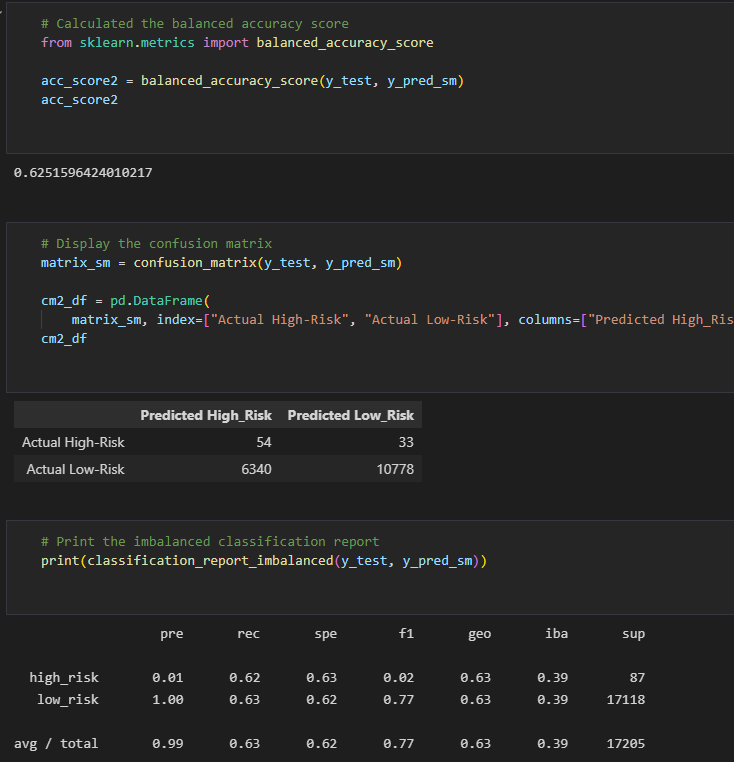 # Calculated the balanced accuracy score
from sklearn.metrics import balanced_accuracy_score
acc_score2 = balanced_accuracy_score(y_test, y_pred_sm)
acc_score2
0.6251596424010217
# Display the confusion matrix
matrix_sm = confusion_matrix(y_test, y_pred_sm)
cm2_df = pd.DataFrame(
matrix_sm, index=["Actual High-Risk", "Actual Low-Risk"], columns=["Predicted High_Ris
cm2_df
Predicted High_Risk Predicted Low_Risk
Actual High-Risk 54 33
Actual Low-Risk 6340 10778
# Print the imbalanced classification report
print(classification_report_imbalanced(y_test, y_pred_sm))
pre rec spe f1 geo iba sup
high_risk 0.01 0.62 0.63 0.02 0.63 0.39 87
low_risk 1.00 0.63 0.62 0.77 0.63 0.39 17118
avg / total 0.99 0.63 0.62 0.77 0.63 0.39 17205